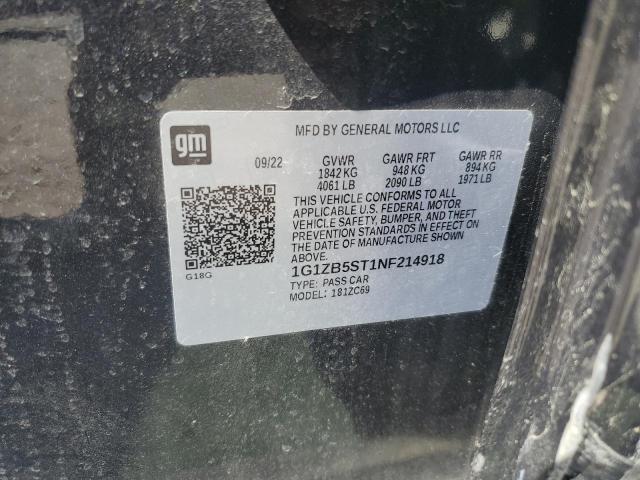 gm
MFD BY GENERAL MOTORS LLC
09/22 GVWR GAWR FRT GAWR RR
1842 KG 948 KG 894 KG
4061 LB 2090 LB 1971 LB
THIS VEHICLE CONFORMS TO ALL
APPLICABLE U.S. FEDERAL MOTOR
VEHICLE SAFETY, BUMPER, AND THEFT
PREVENTION STANDARDS IN EFFECT ON
THE DATE OF MANUFACTURE SHOWN
ABOVE.
G18G
1G1ZB5ST1NF214918
TYPE: PASS CAR
MODEL: 181ZC69